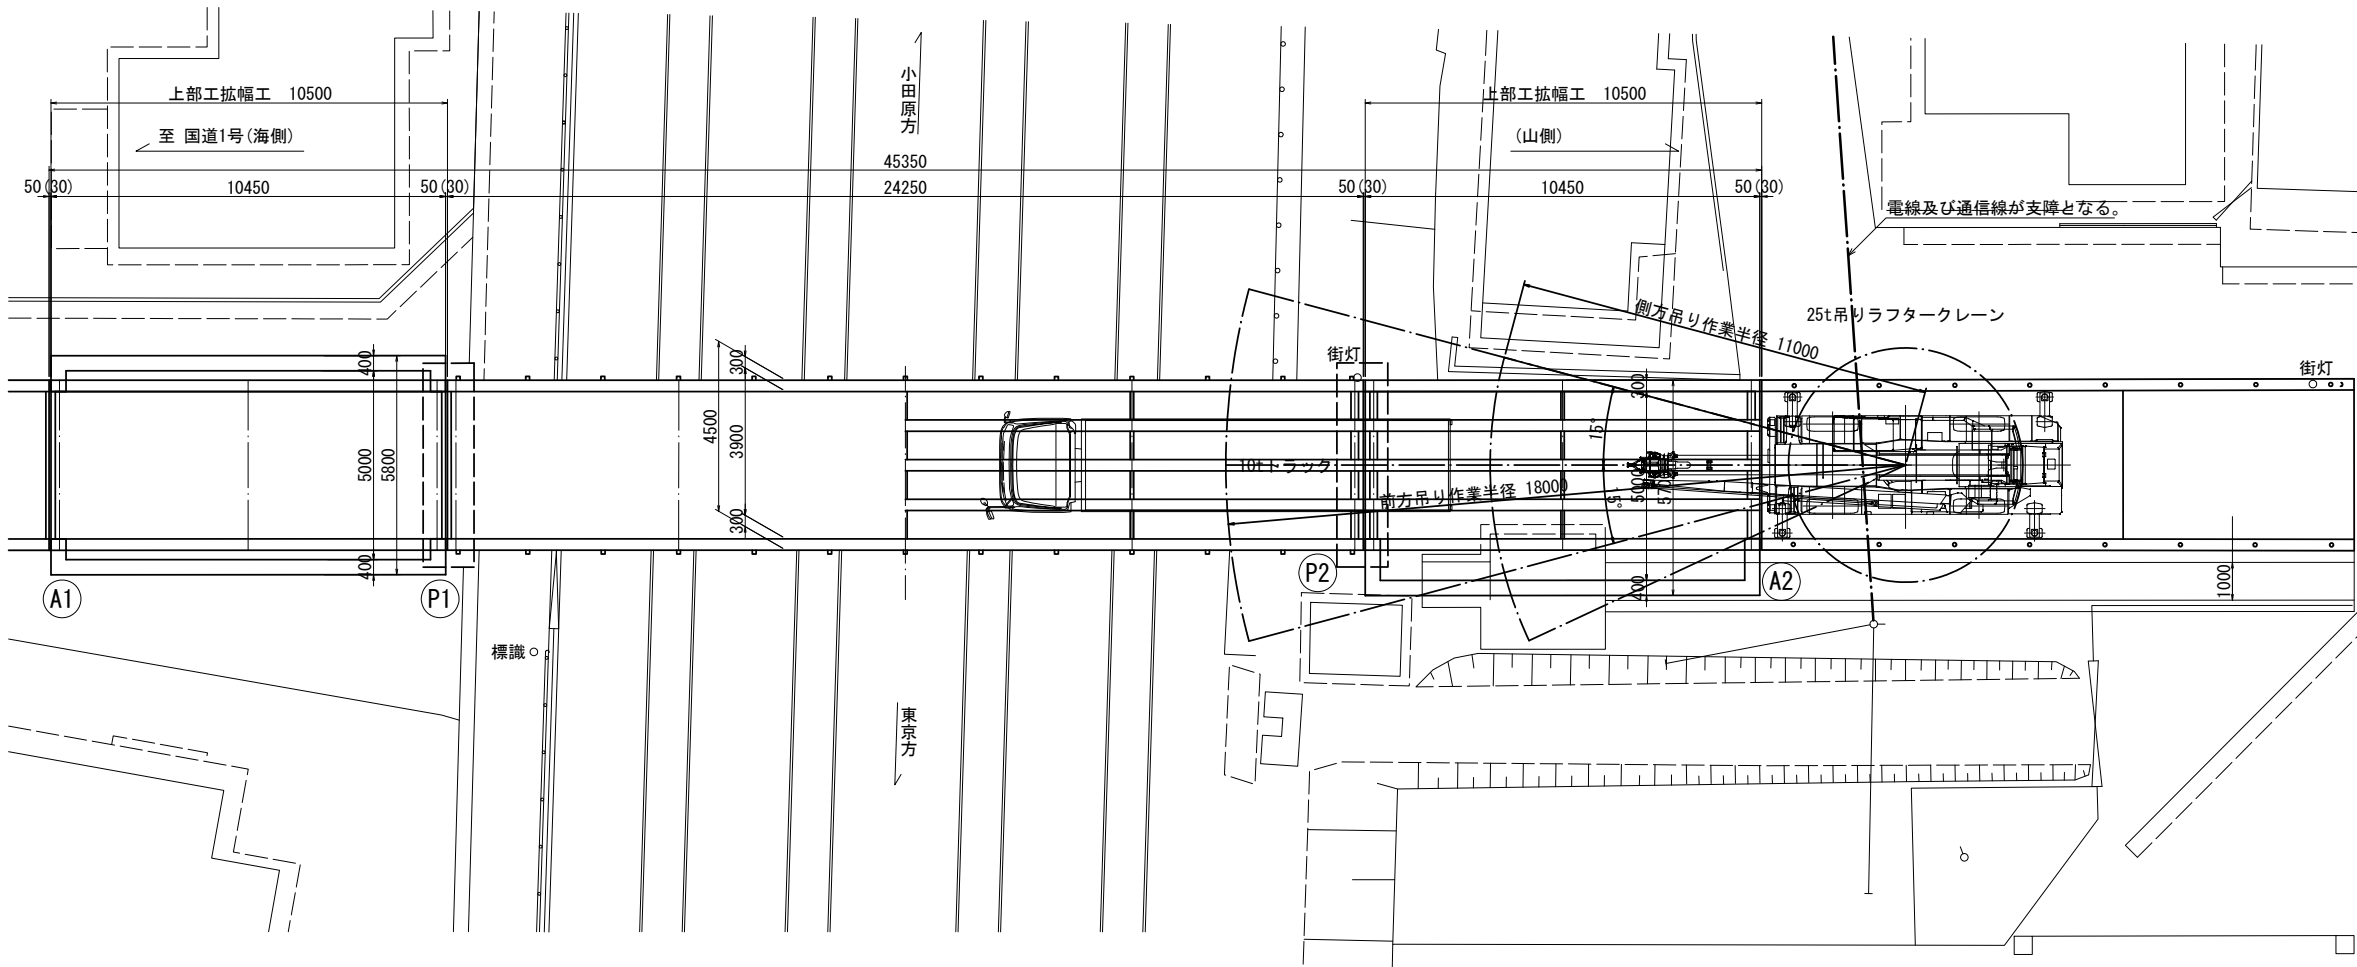 小田原方
上部工拡幅工 10500
上部工拡幅工 10500
至 国道1号(海側)
(山側)
45350
50(30)
10450
50(30)
24250
50(30)
10450
50(30)
電線及び通信線が支障となる。
側方吊り作業半径 11000
25t吊りラフタークレーン
街灯
街灯
400
300
300
4500
3900
5000
5800
15°
10tトラック
前方吊り作業半径 18000
5000
300
400
400
1000
A1
P1
P2
A2
標識
東京方